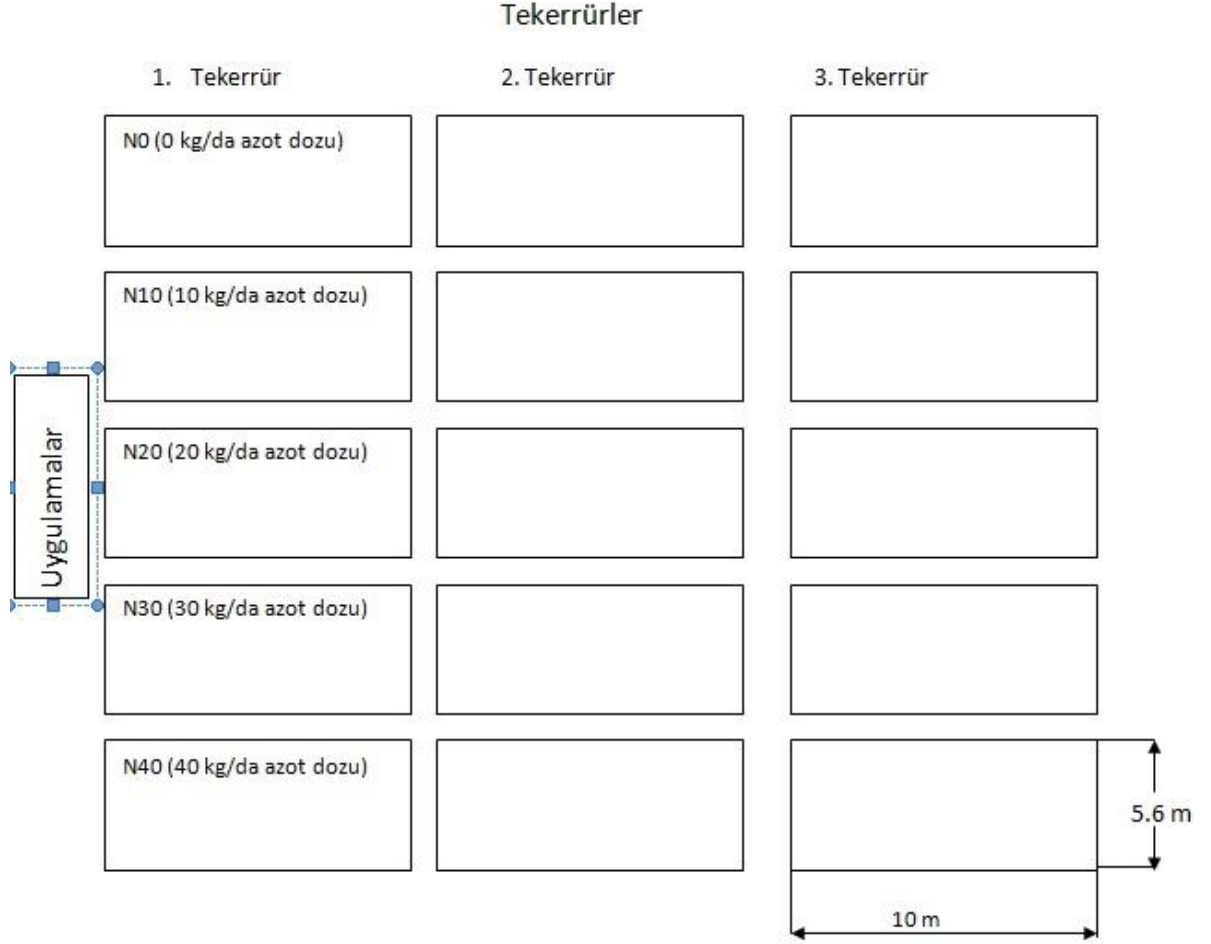 Tekerrürler
1. Tekerrür
2. Tekerrür
3. Tekerrür
N0 (0 kg/da azot dozu)
N10 (10 kg/da azot dozu)
Uygulamalar
N20 (20 kg/da azot dozu)
N30 (30 kg/da azot dozu)
N40 (40 kg/da azot dozu)
5.6 m
10 m